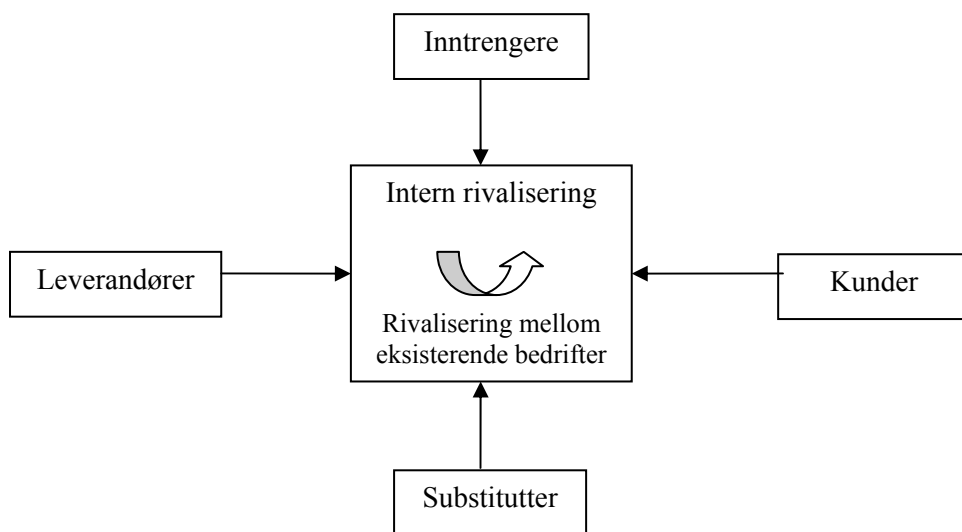 Inntrengere
Intern rivalisering
Leverandører
Kunder
Rivalisering mellom
eksisterende bedrifter
Substitutter